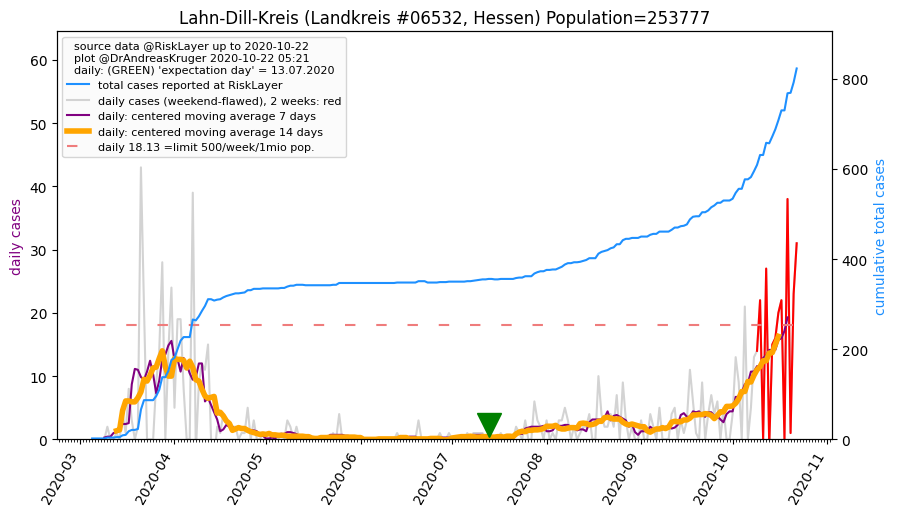 Lahn-Dill-Kreis (Landkreis #06532, Hessen) Population=253777
source data @RiskLayer up to 2020-10-22
plot @DrAndreasKruger 2020-10-22 05:21
daily: (GREEN) 'expectation day' = 13.07.2020
total cases reported at RiskLayer
daily cases (weekend-flawed), 2 weeks: red
daily: centered moving average 7 days
daily: centered moving average 14 days
daily 18.13 =limit 500/week/1mio pop.
daily cases
60
50
40
30
20
10
0
cumulative total cases
800
600
400
200
0
2020-03
2020-04
2020-05
2020-06
2020-07
2020-08
2020-09
2020-10
2020-11